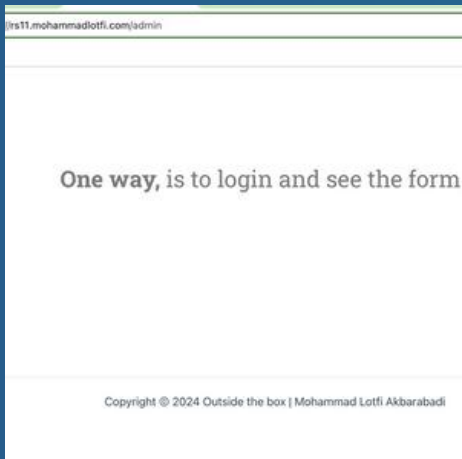 //rs11.mohammadlotfi.com/admin
One way, is to login and see the form
Copyright © 2024 Outside the box | Mohammad Lotfi Akbarabadi